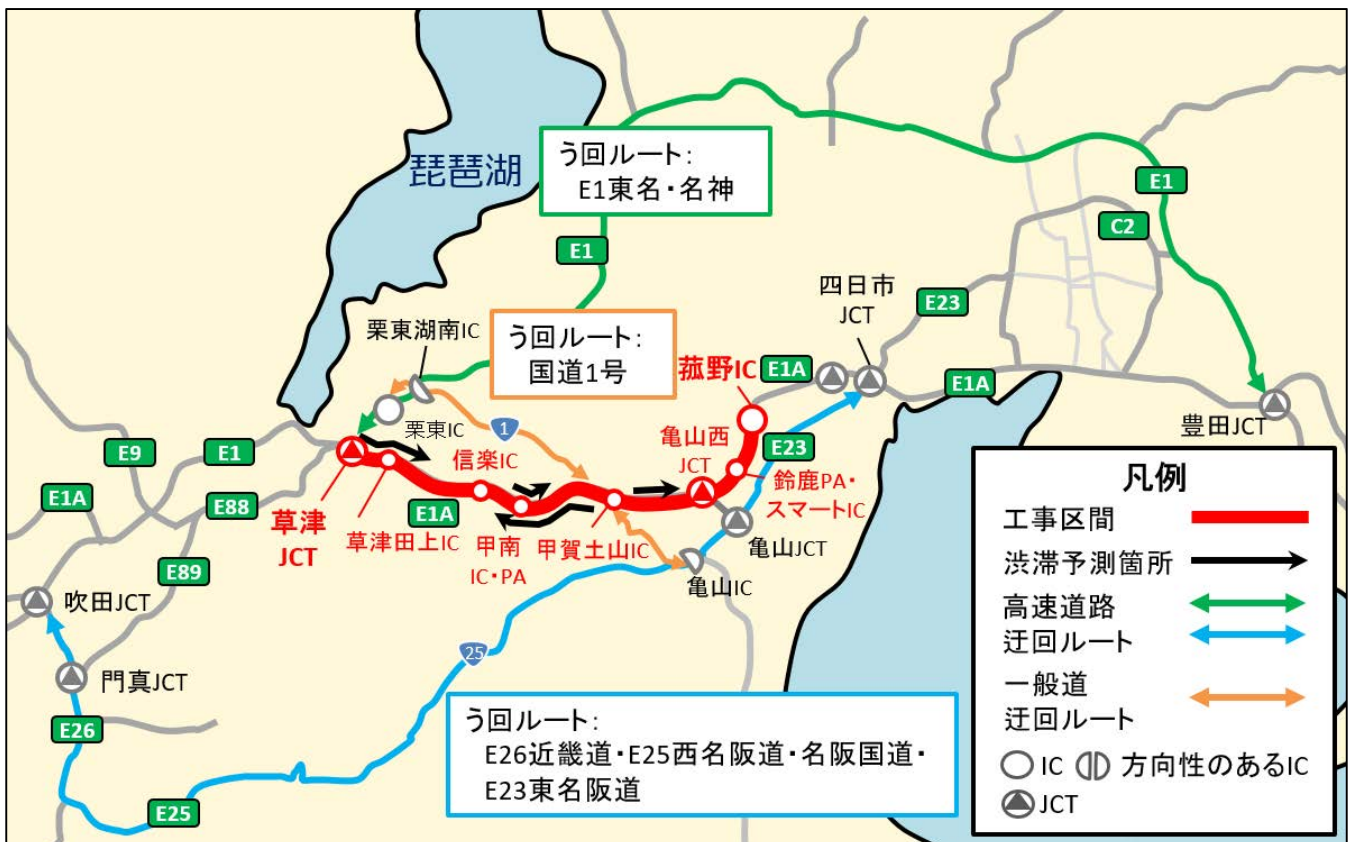 う回ルート：
E1東名・名神
琵琶湖
E1
C2
E1
四日市
JCT
E23
栗東湖南IC
う回ルート：
国道1号
菰野IC
E1A
E1A
栗東IC
1
亀山西
JCT
E23
豊田JCT
E9
E1
信楽IC
鈴鹿PA・
スマートIC
E1A
E88
草津
JCT
草津田上IC
E1A
甲南
IC・PA
甲賀土山IC
亀山JCT
亀山IC
E89
吹田JCT
25
門真JCT
E26
E25
う回ルート：
E26近畿道・E25西名阪道・名阪国道・
E23東名阪道
凡例
工事区間
渋滞予測箇所
高速道路
迂回ルート
一般道
迂回ルート
IC 方向性のあるIC
JCT